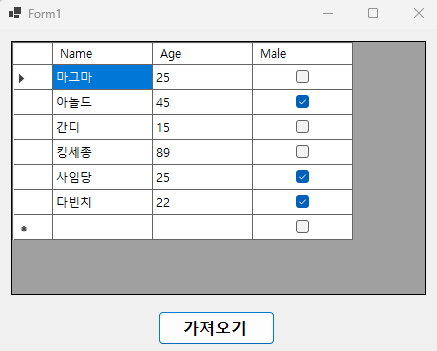 Form1
Name Age Male
마그마 25
아놀드 45
간디 15
킹세종 89
사임당 25
다빈치 22
가져오기